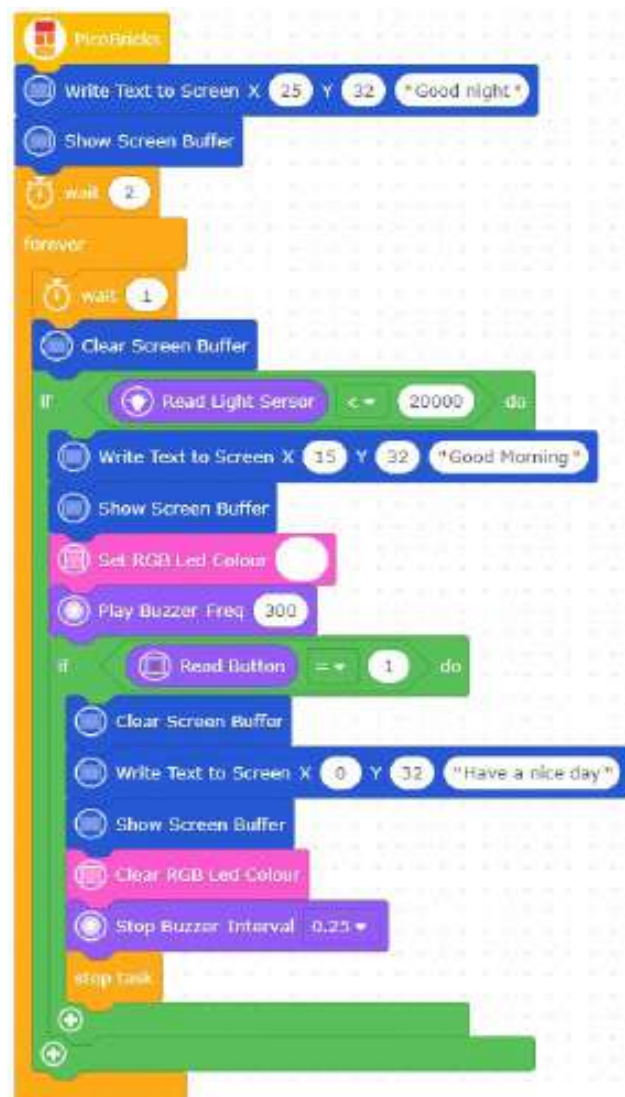 PicoBricks
Write Text to Screen X 25 Y 32 "Good night"
Show Screen Buffer
wait 2
forever
wait 1
Clear Screen Buffer
if Read Light Sensor < 20000 do
Write Text to Screen X 15 Y 32 "Good Morning"
Show Screen Buffer
Set RGB Led Colour
Play Buzzer Freq 300
if Read Button = 1 do
Clear Screen Buffer
Write Text to Screen X 0 Y 32 "Have a nice day"
Show Screen Buffer
Clear RGB Led Colour
Stop Buzzer Interval 0.25
stop task